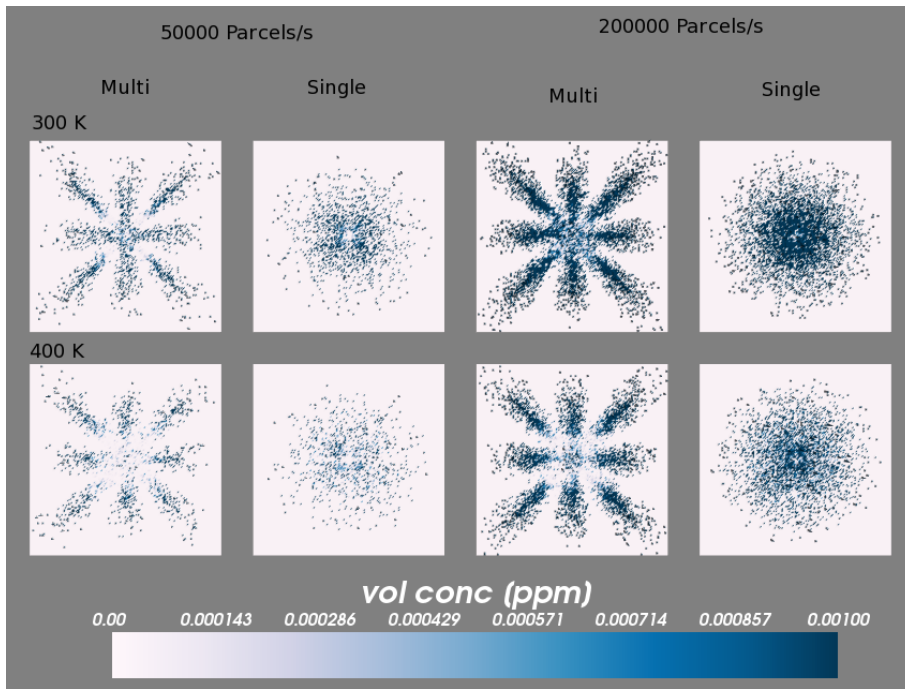 50000 Parcels/s
200000 Parcels/s
Multi
Single
Multi
Single
300 K
400 K
vol conc (ppm)
0.00 0.000143 0.000286 0.000429 0.000571 0.000714 0.000857 0.00100